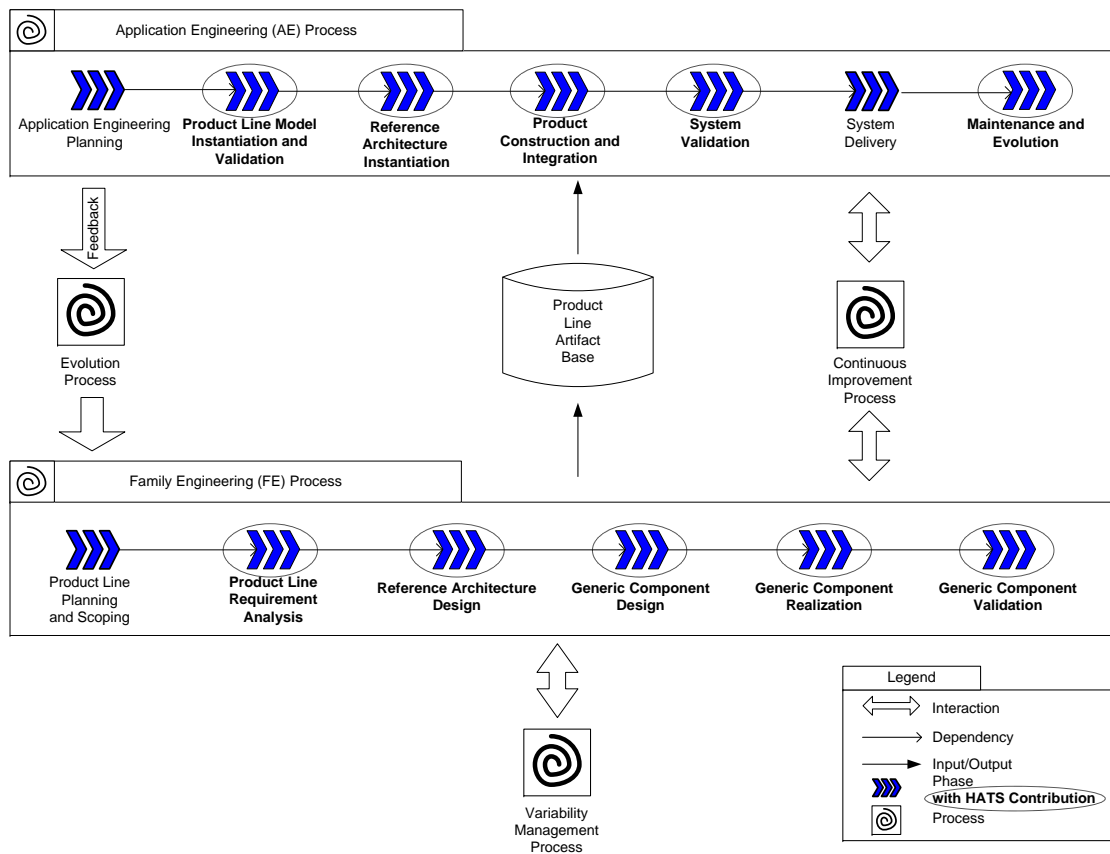 Application Engineering (AE) Process
Application Engineering
Planning
Product Line Model
Instantiation and
Validation
Reference
Architecture
Instantiation
Product
Construction and
Integration
System
Validation
System
Delivery
Maintenance and
Evolution
Feedback
Evolution
Process
Product
Line
Artifact
Base
Continuous
Improvement
Process
Family Engineering (FE) Process
Product Line
Planning
and Scoping
Product Line
Requirement
Analysis
Reference Architecture
Design
Generic Component
Design
Generic Component
Realization
Generic Component
Validation
Variability
Management
Process
Legend
Interaction
Dependency
Input/Output
Phase
with HATS Contribution
Process